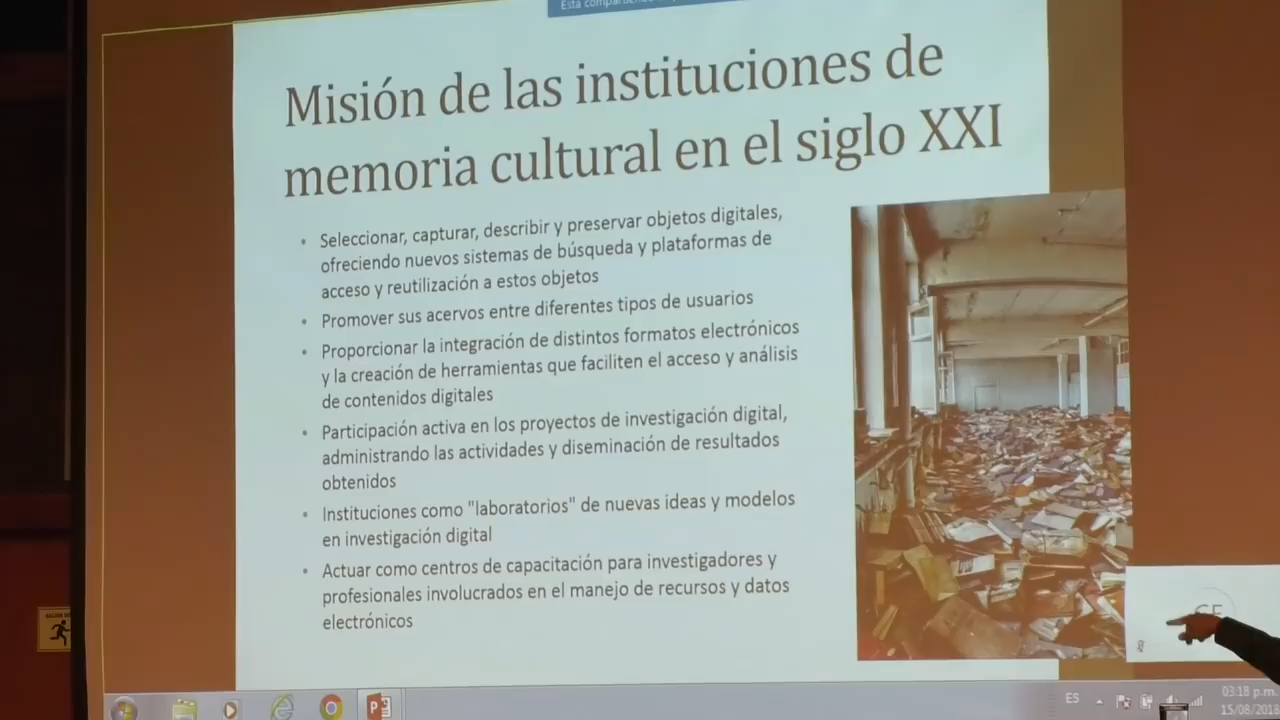 Está
Misión de las instituciones de
memoria cultural en el siglo XXI
• Seleccionar, capturar, describir y preservar objetos digitales,
ofreciendo nuevos sistemas de búsqueda y plataformas de
acceso y reutilización a estos objetos
• Promover sus acervos entre diferentes tipos de usuarios
• Proporcionar la integración de distintos formatos electrónicos
y la creación de herramientas que faciliten el acceso y análisis
de contenidos digitales
• Participación activa en los proyectos de investigación digital,
administrando las actividades y diseminación de resultados
obtenidos
• Instituciones como "laboratorios" de nuevas ideas y modelos
en investigación digital
• Actuar como centros de capacitación para investigadores y
profesionales involucrados en el manejo de recursos y datos
electrónicos
ES
03:18 p.m.
15/08/2018